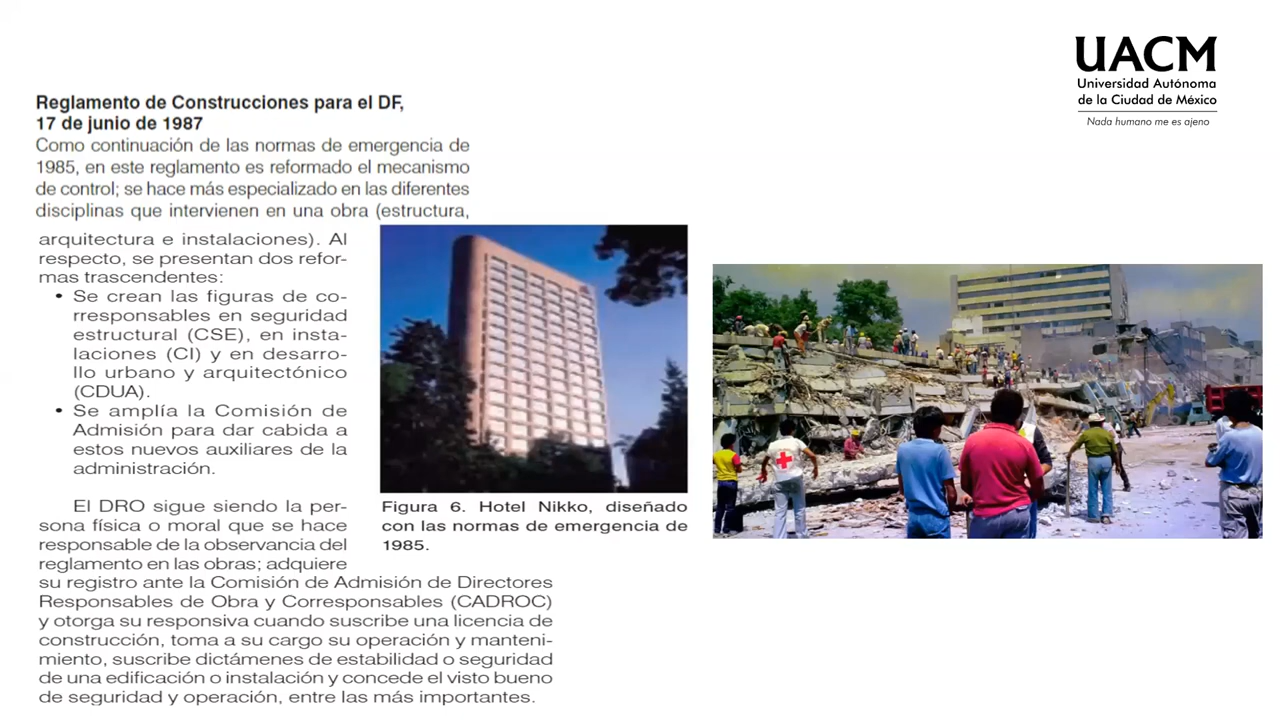 UACM
Universidad Autónoma
de la Ciudad de México
Nada humano me es ajeno
Reglamento de Construcciones para el DF,
17 de junio de 1987
Como continuación de las normas de emergencia de
1985, en este reglamento es reformado el mecanismo
de control; se hace más especializado en las diferentes
disciplinas que intervienen en una obra (estructura,
arquitectura e instalaciones). Al
respecto, se presentan dos refor-
mas trascendentes:
• Se crean las figuras de co-
rresponsables en seguridad
estructural (CSE), en insta-
laciones (CI) y en desarro-
llo urbano y arquitectónico
(CDUA).
• Se amplía la Comisión de
Admisión para dar cabida a
estos nuevos auxiliares de la
administración.
El DRO sigue siendo la per-
sona física o moral que se hace
responsable de la observancia del
reglamento en las obras; adquiere
su registro ante la Comisión de Admisión de Directores
Responsables de Obra y Corresponsables (CADROC)
y otorga su responsiva cuando suscribe una licencia de
construcción, toma a su cargo su operación y manteni-
miento, suscribe dictámenes de estabilidad o seguridad
de una edificación o instalación y concede el visto bueno
de seguridad y operación, entre las más importantes.
Figura 6. Hotel Nikko, diseñado
con las normas de emergencia de
1985.